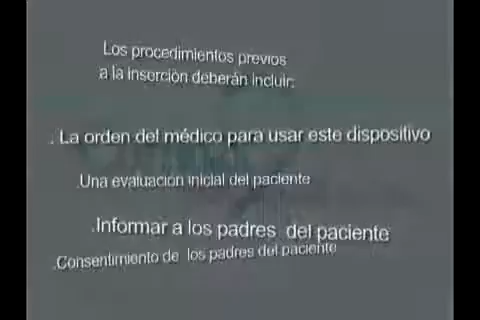 Los procedimientos previos
a la inserción deberán incluir:
. La orden del médico para usar este dispositivo
.Una evaluación inicial del paciente
.Informar a los padres del paciente
.Consentimiento de los padres del paciente